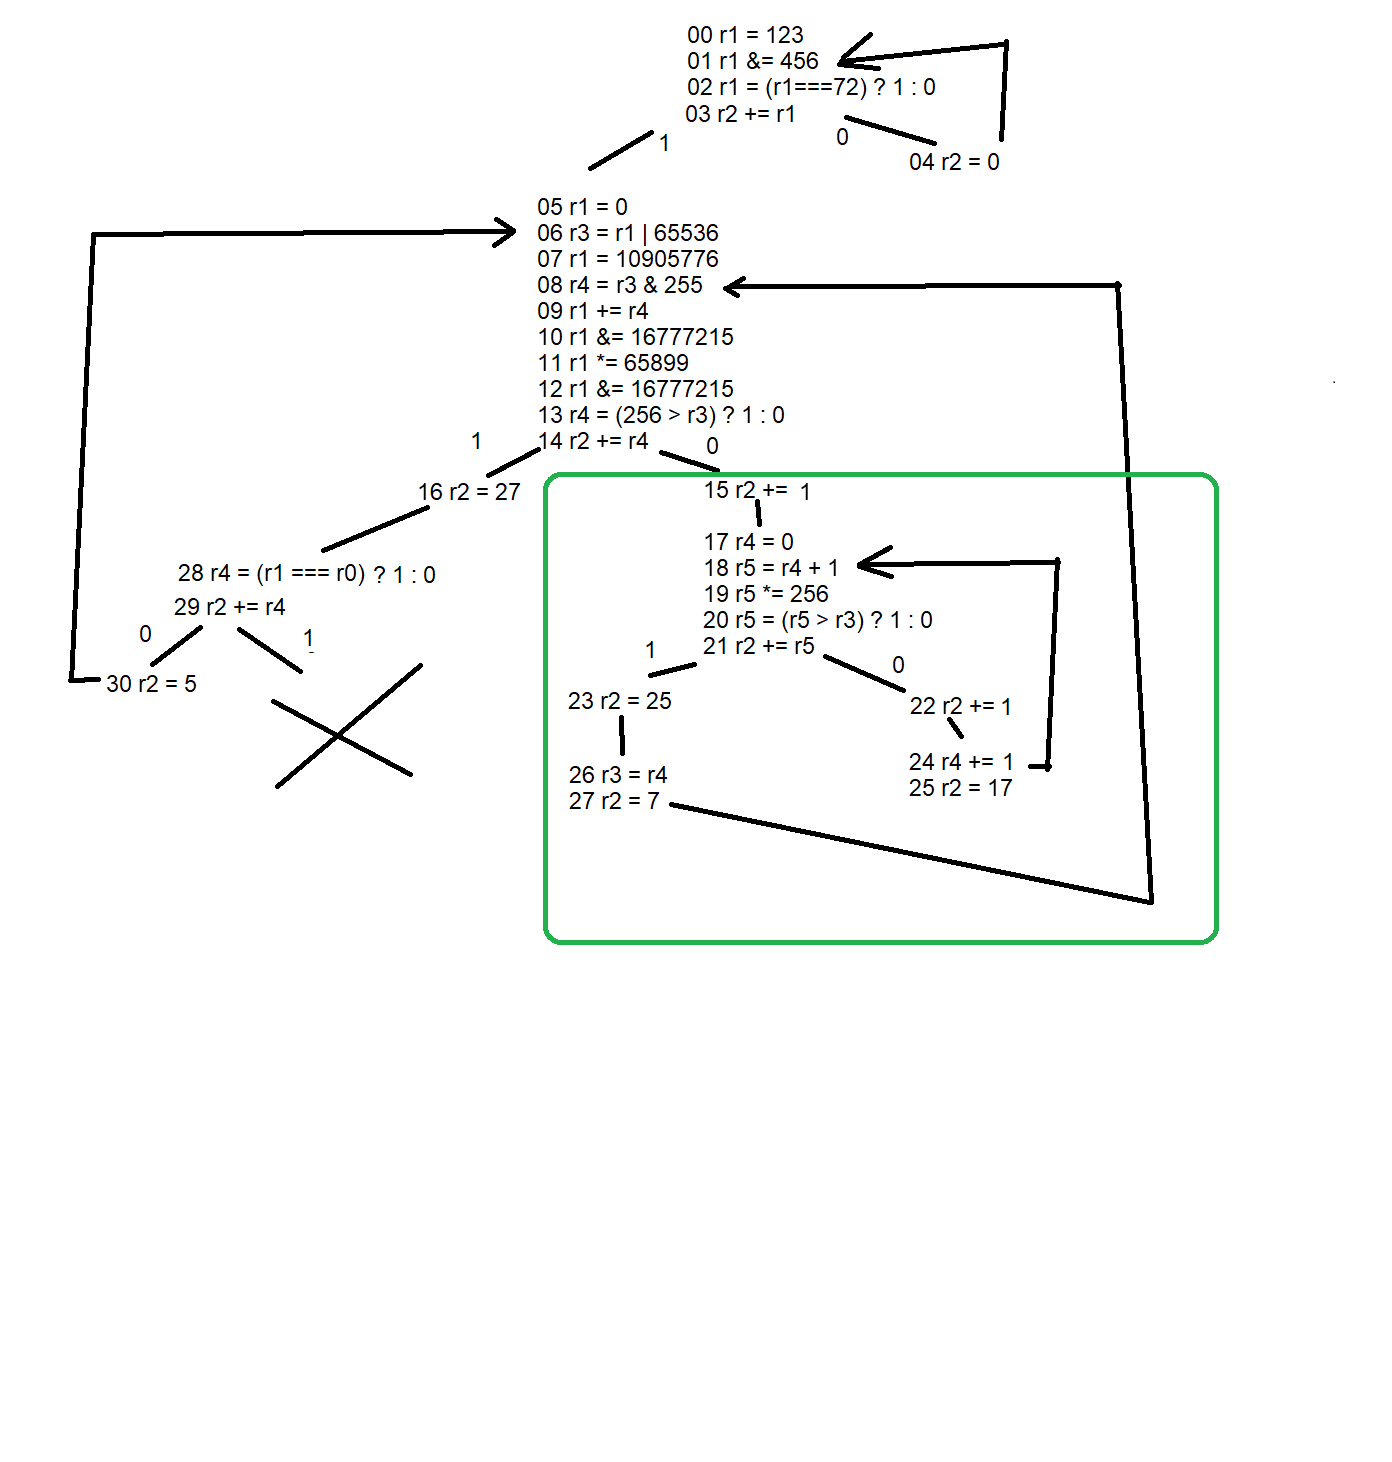 00 r1 = 123
01 r1 &= 456
02 r1 = (r1===72) ? 1 : 0
03 r2 += r1
1
0
04 r2 = 0
05 r1 = 0
06 r3 = r1 | 65536
07 r1 = 10905776
08 r4 = r3 & 255
09 r1 += r4
10 r1 &= 16777215
11 r1 *= 65899
12 r1 &= 16777215
13 r4 = (256 > r3) ? 1 : 0
14 r2 += r4
1
0
16 r2 = 27
15 r2 += 1
17 r4 = 0
18 r5 = r4 + 1
19 r5 *= 256
20 r5 = (r5 > r3) ? 1 : 0
21 r2 += r5
28 r4 = (r1 === r0) ? 1 : 0
29 r2 += r4
0
1
30 r2 = 5
1
0
23 r2 = 25
22 r2 += 1
26 r3 = r4
27 r2 = 7
24 r4 += 1
25 r2 = 17